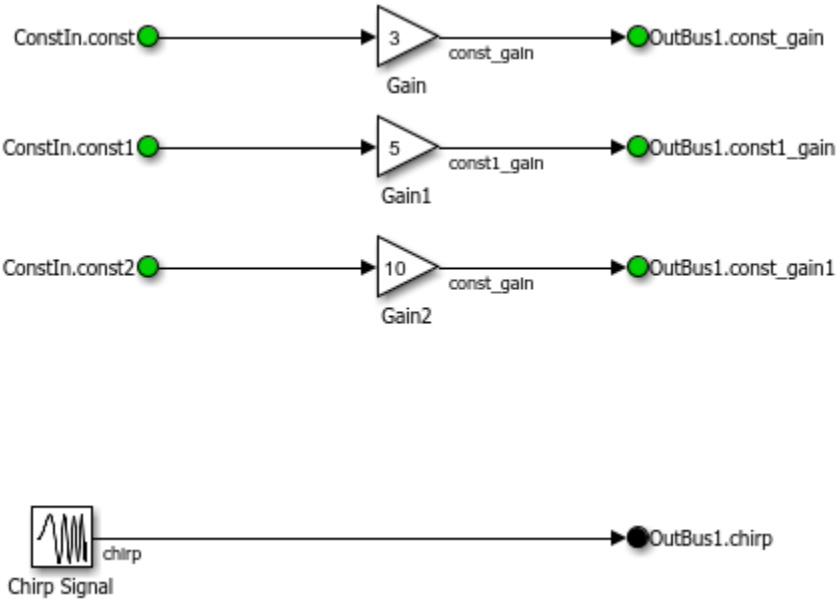 ConstIn.const
3
const_gain
OutBus1.const_gain
Gain
ConstIn.const1
5
const1_gain
OutBus1.const1_gain
Gain1
ConstIn.const2
10
const_gain
OutBus1.const_gain1
Gain2
chirp
OutBus1.chirp
Chirp Signal